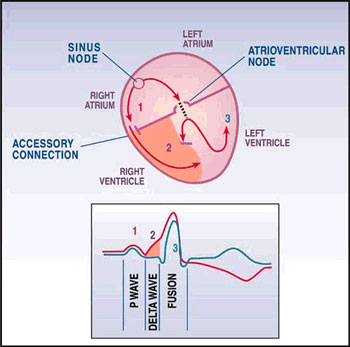 LEFT
ATRIUM
SINUS
NODE
ATRIOVENTRICULAR
NODE
RIGHT
ATRIUM
1
3
ACCESSORY
CONNECTION
LEFT
VENTRICLE
2
RIGHT
VENTRICLE
1
2
3
P WAVE
DELTA WAVE
FUSION